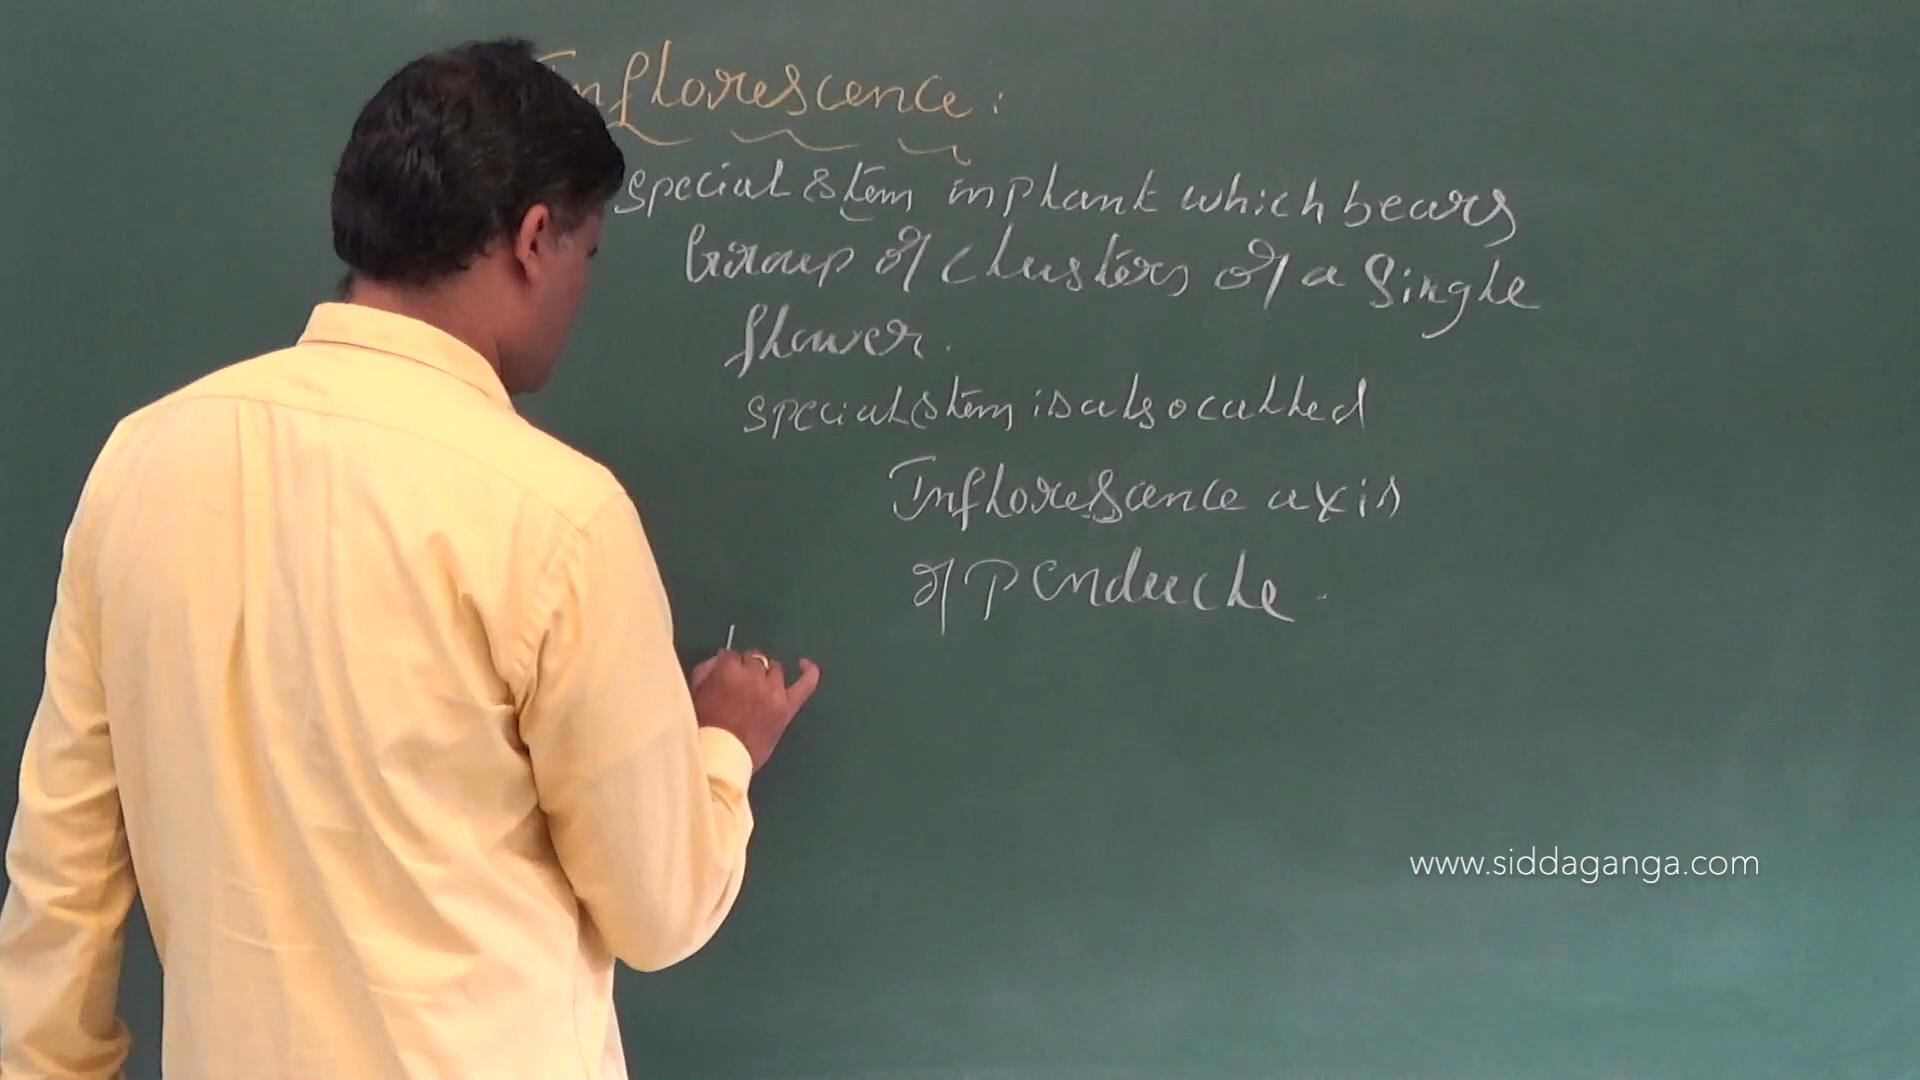 Inflorescence:
special stem in plant which bears
Group of clusters of a single
flower.
special stem is also called
Inflorescence axis
of Penducle.
www.siddaganga.com